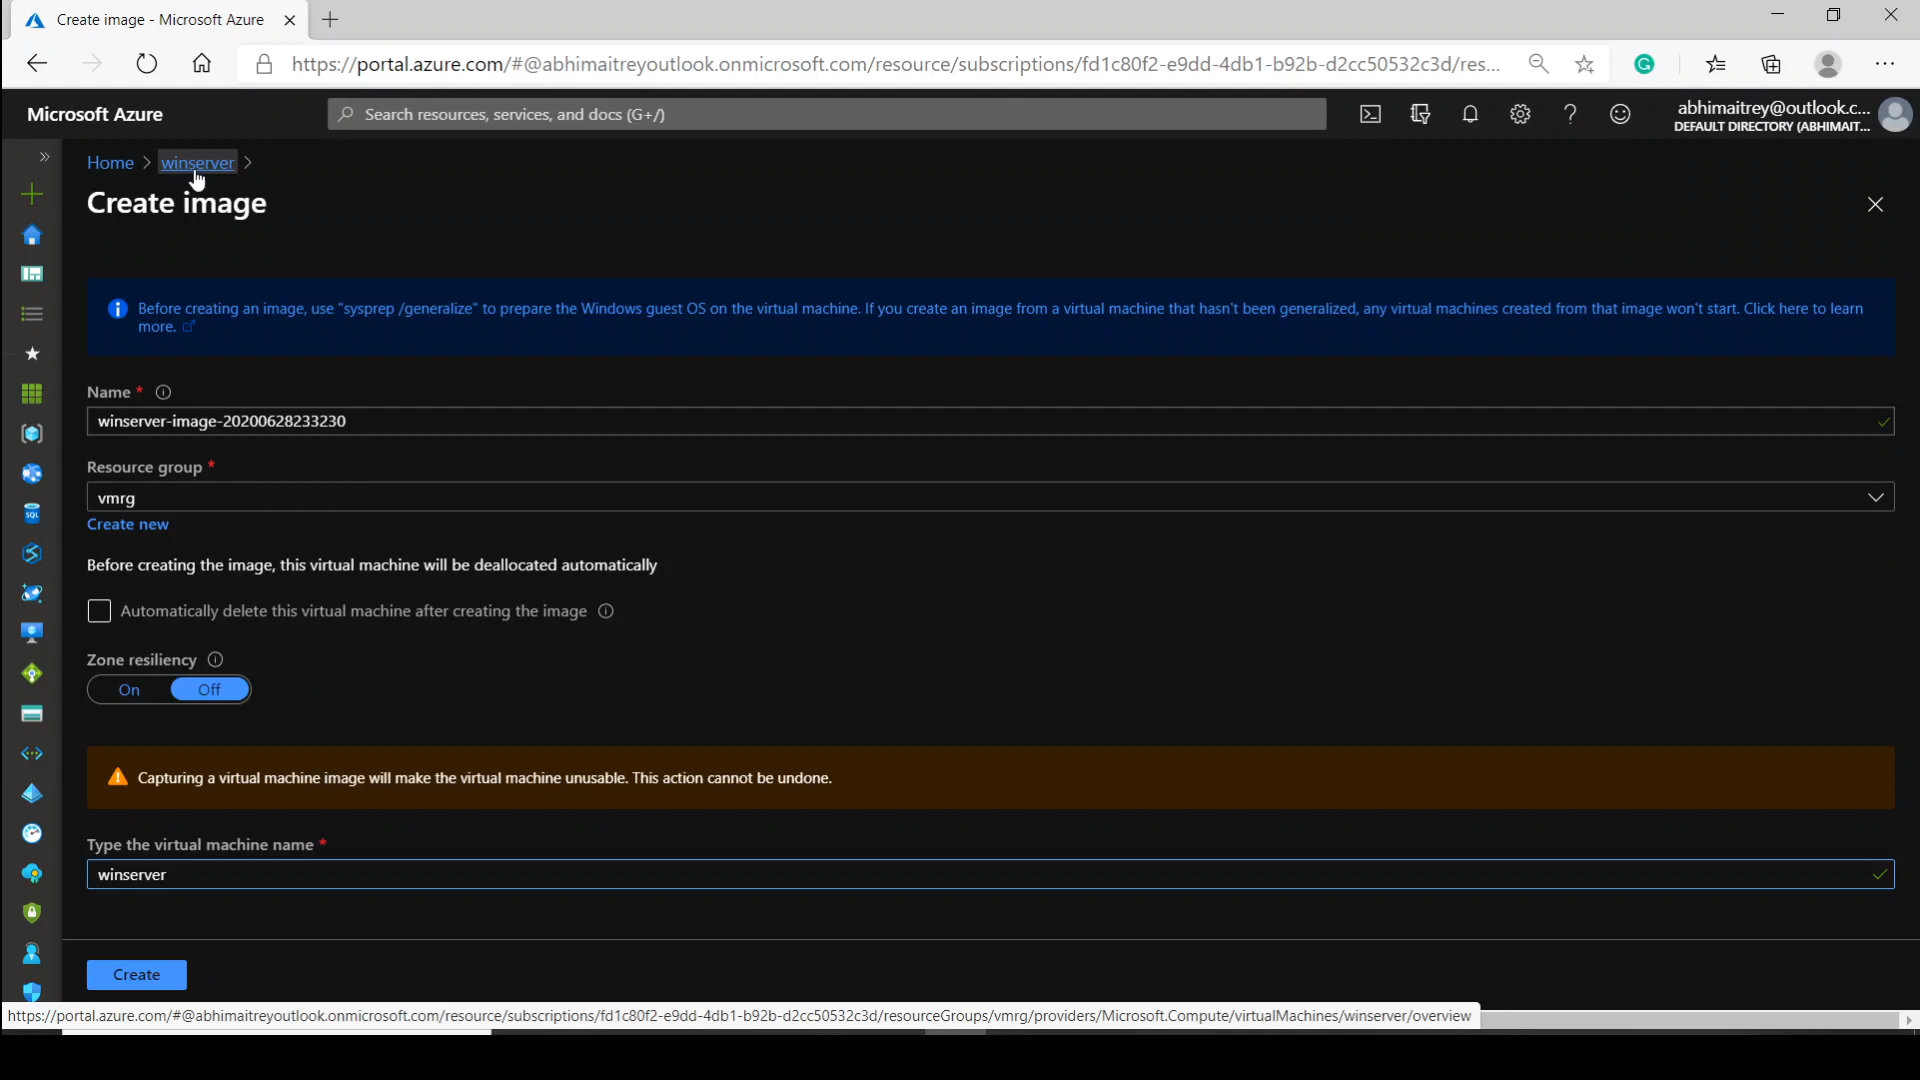 Create image - Microsoft Azure
https://portal.azure.com/#@abhimaitreyoutlook.onmicrosoft.com/resource/subscriptions/fd1c80f2-e9dd-4db1-b92b-d2cc50532c3d/res...
Microsoft Azure
Search resources, services, and docs (G+/)
abhimaitrey@outlook.c...
DEFAULT DIRECTORY (ABHIMAIT...
Home > winserver >
Create image
Before creating an image, use "sysprep /generalize" to prepare the Windows guest OS on the virtual machine. If you create an image from a virtual machine that hasn't been generalized, any virtual machines created from that image won't start. Click here to learn
more.
Name *
winserver-image-20200628233230
Resource group *
vmrg
Create new
Before creating the image, this virtual machine will be deallocated automatically
Automatically delete this virtual machine after creating the image
Zone resiliency
On Off
Capturing a virtual machine image will make the virtual machine unusable. This action cannot be undone.
Type the virtual machine name *
winserver
Create
https://portal.azure.com/#@abhimaitreyoutlook.onmicrosoft.com/resource/subscriptions/fd1c80f2-e9dd-4db1-b92b-d2cc50532c3d/resourceGroups/vmrg/providers/Microsoft.Compute/virtualMachines/winserver/overview